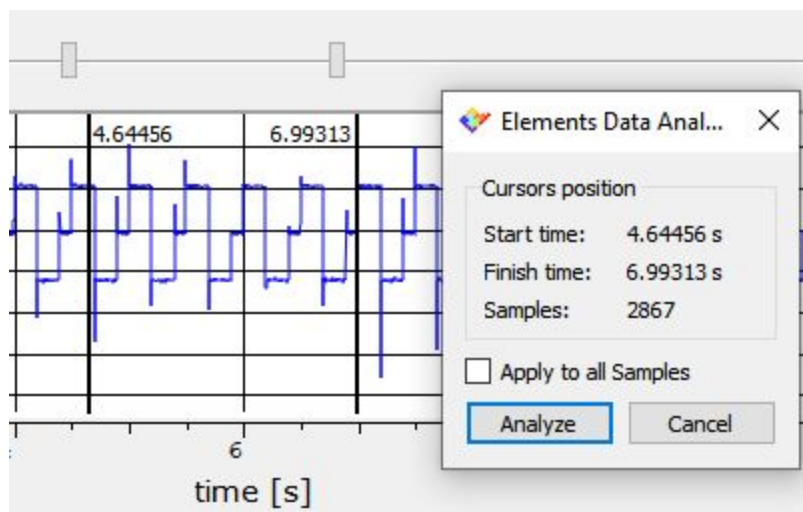 4.64456 6.99313
6
time [s]
Elements Data Anal...
Cursors position
Start time: 4.64456 s
Finish time: 6.99313 s
Samples: 2867
Apply to all Samples
Analyze Cancel